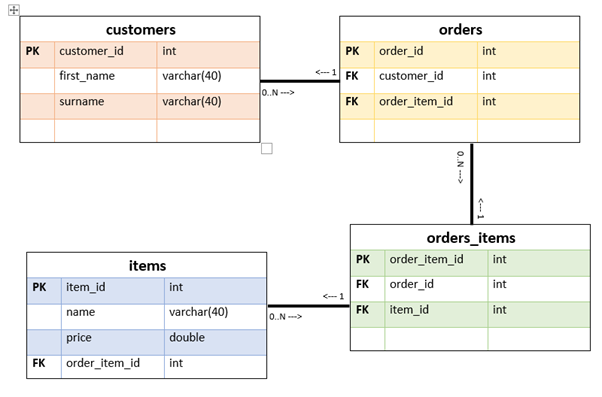 customers
PK customer_id int
first_name varchar(40)
surname varchar(40)
orders
PK order_id int
FK customer_id int
FK order_item_id int
<--- 1
0..N --->
0..N --->
<--- 1
orders_items
PK order_item_id int
FK order_id int
FK item_id int
items
PK item_id int
name varchar(40)
price double
FK order_item_id int
<--- 1
0..N --->